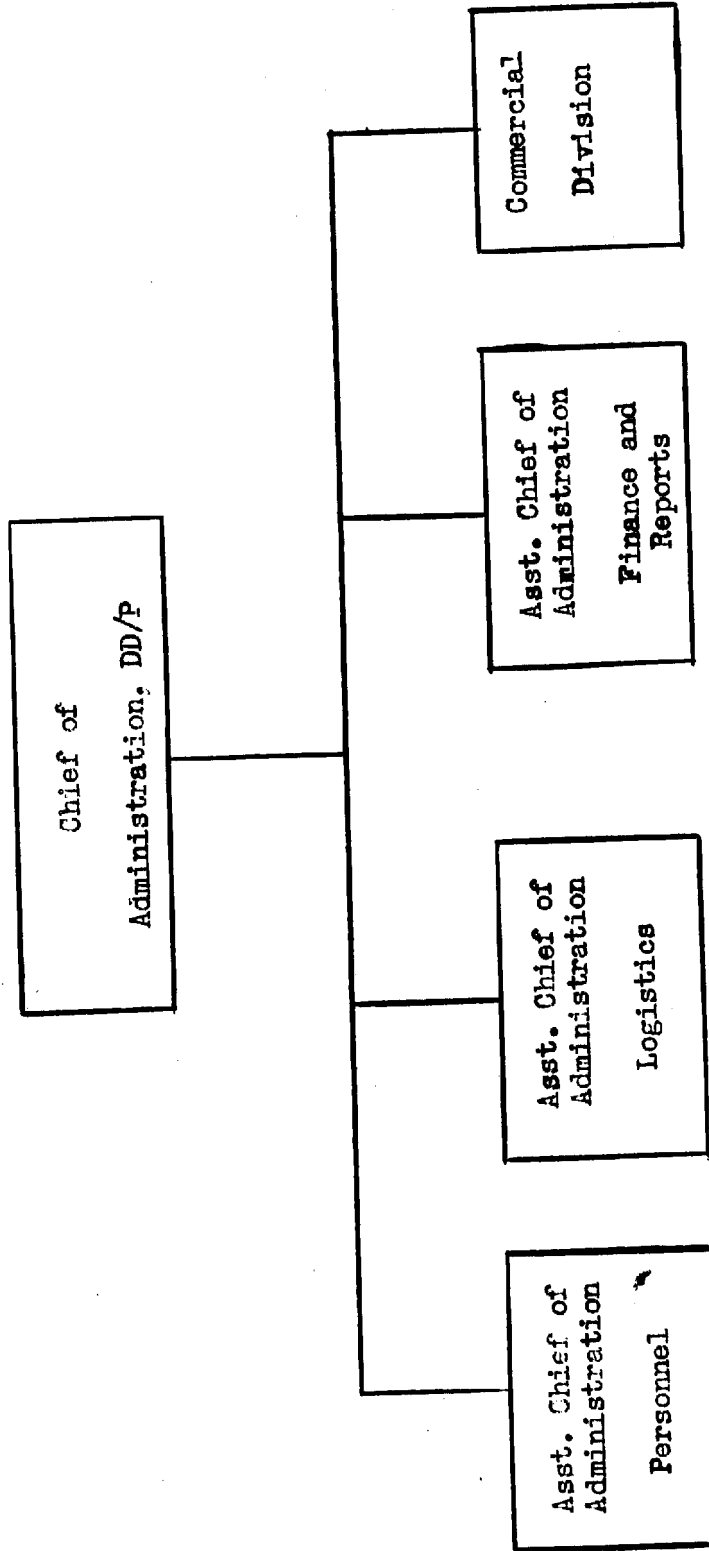 Chief of
Administration, DD/P
Asst. Chief of
Administration
Personnel
Asst. Chief of
Administration
Logistics
Asst. Chief of
Administration
Finance and
Reports
Commercial
Division